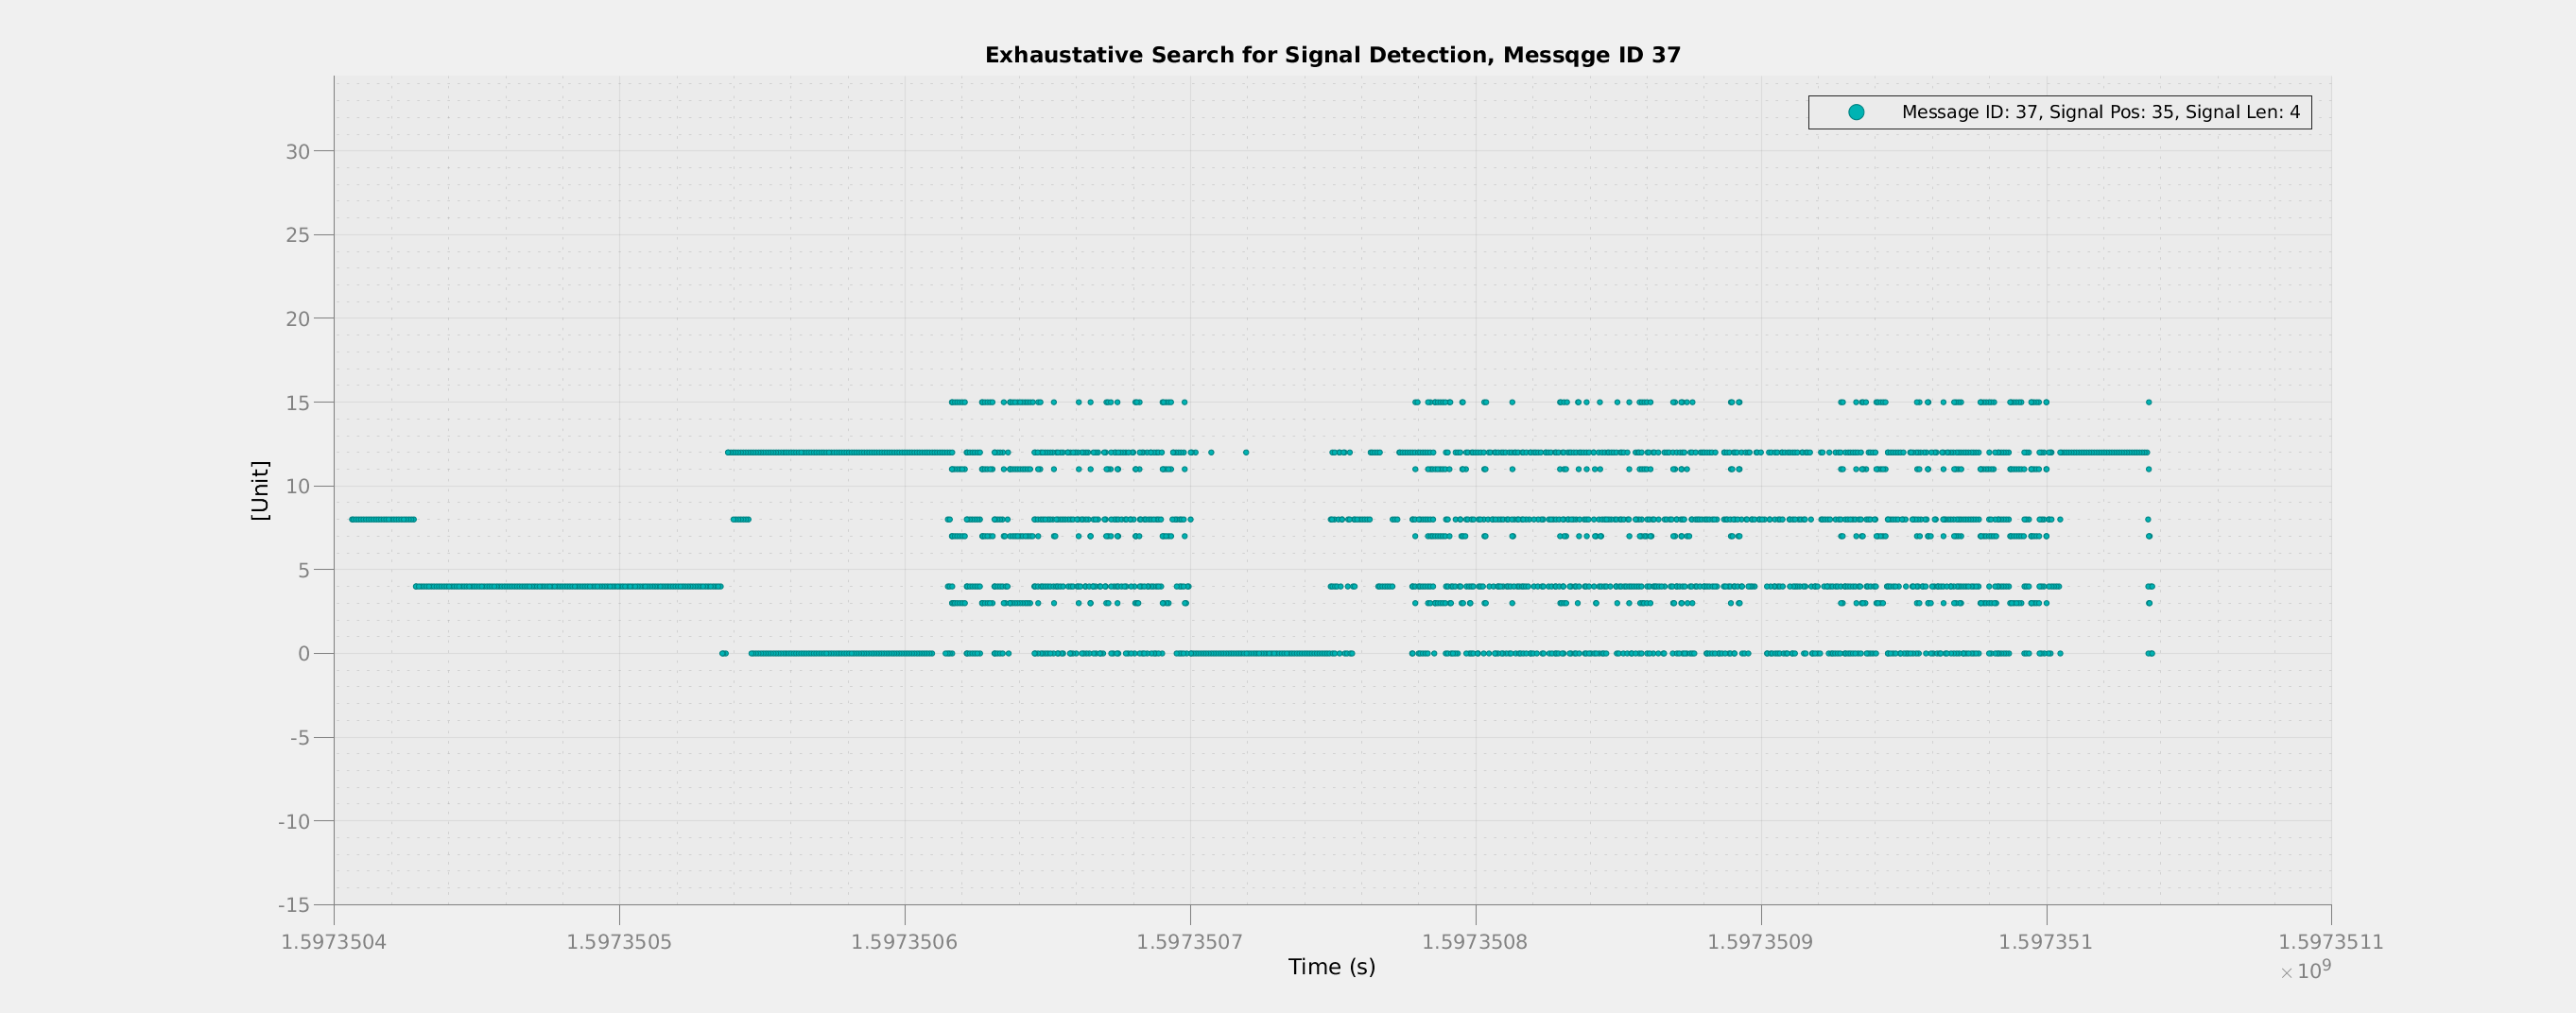 Exhaustative Search for Signal Detection, Messqge ID 37
Message ID: 37, Signal Pos: 35, Signal Len: 4
[Unit]
30
25
20
15
10
5
0
-5
-10
-15
1.5973504 1.5973505 1.5973506 1.5973507 1.5973508 1.5973509 1.597351 1.5973511
Time (s)
× 10⁹